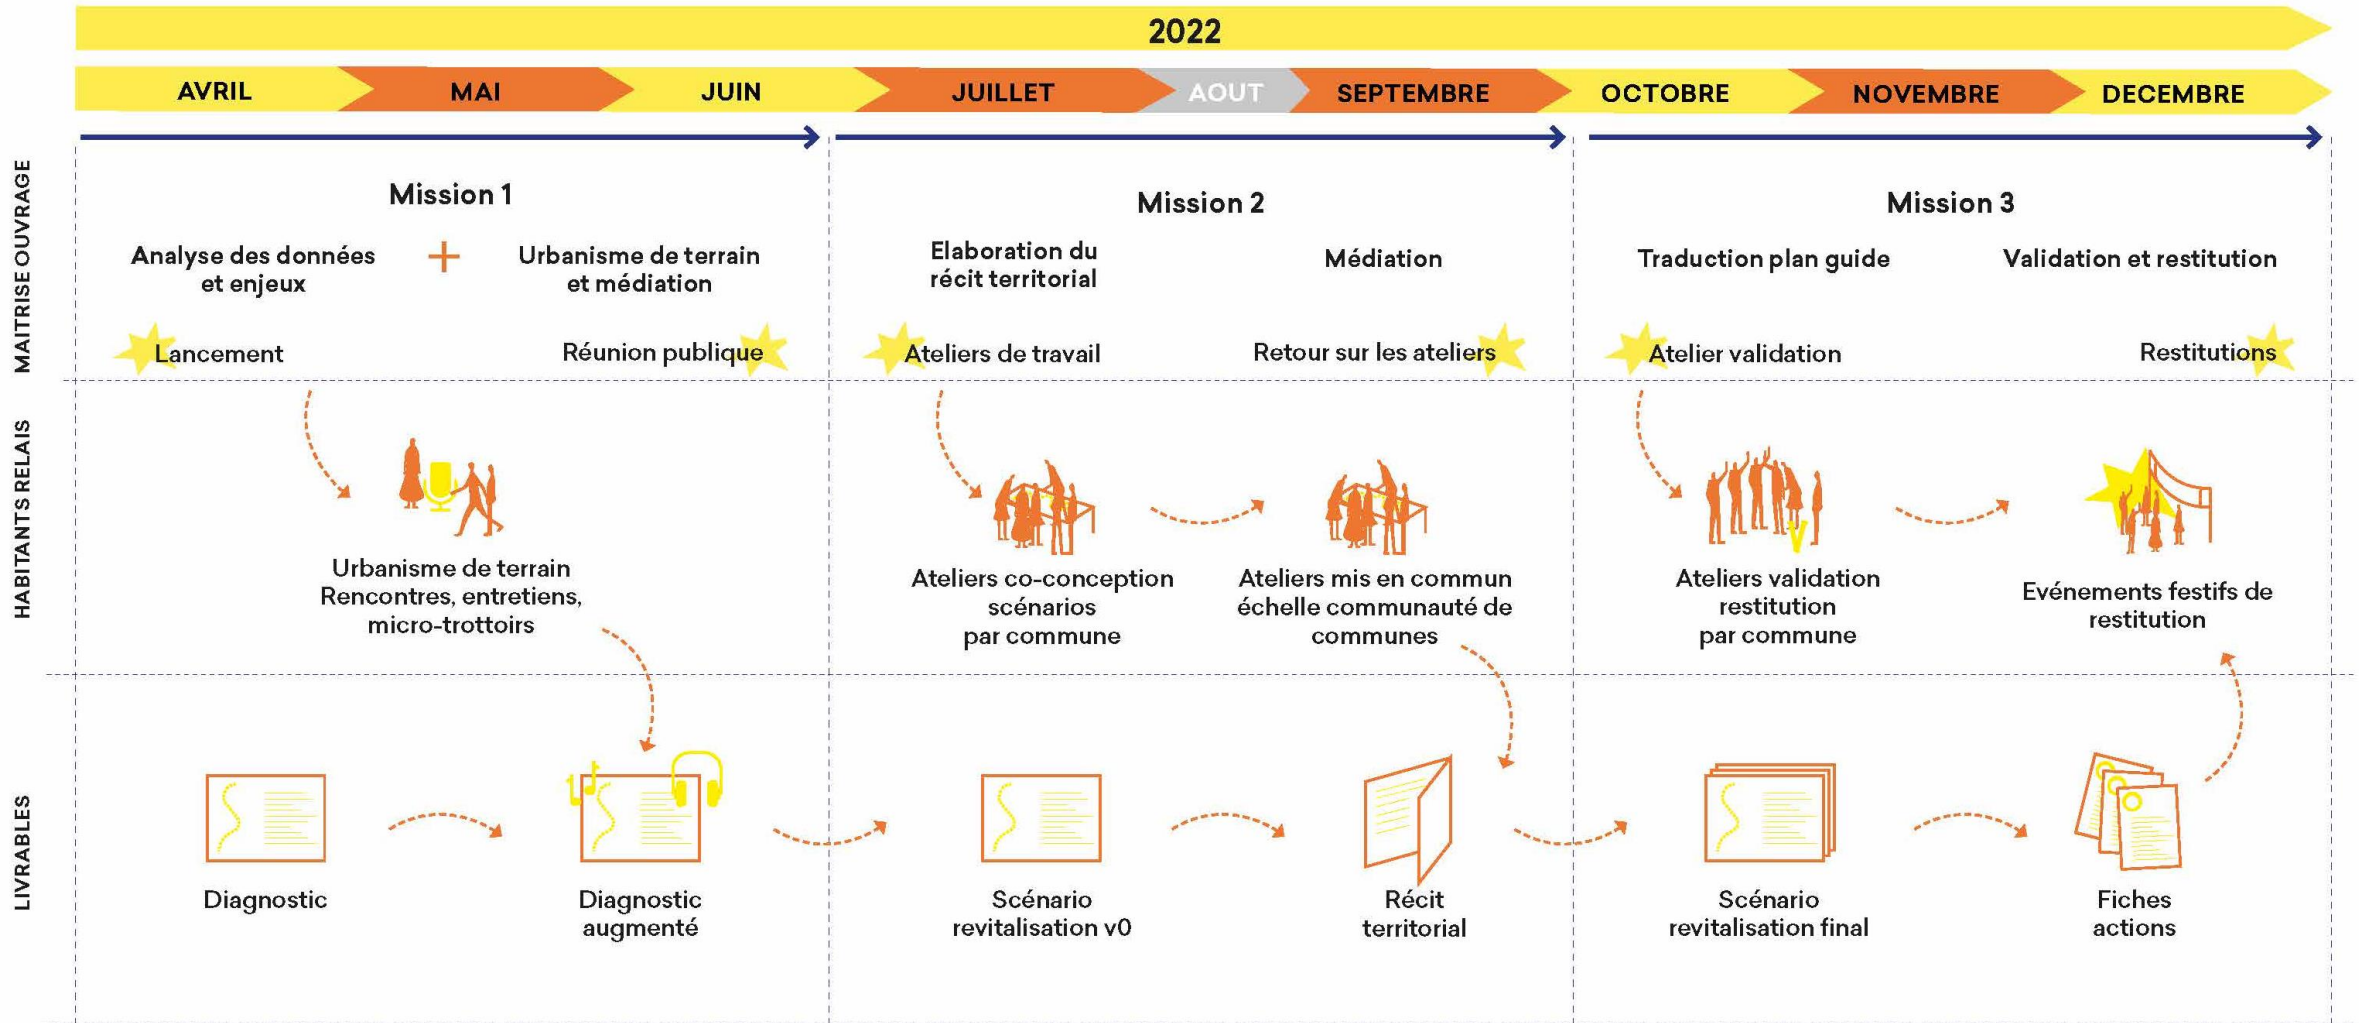 2022
AVRIL
MAI
JUIN
JUILLET
AOUT
SEPTEMBRE
OCTOBRE
NOVEMBRE
DECEMBRE
MAITRISE OUVRAGE
Mission 1
Analyse des données
et enjeux
+
Urbanisme de terrain
et médiation
Lancement
Réunion publique
Mission 2
Elaboration du
récit territorial
Médiation
Ateliers de travail
Retour sur les ateliers
Mission 3
Traduction plan guide
Validation et restitution
Atelier validation
Restitutions
HABITANTS RELAIS
Urbanisme de terrain
Rencontres, entretiens,
micro-trottoirs
Ateliers co-conception
scénarios
par commune
Ateliers mis en commun
échelle communauté de
communes
Ateliers validation
restitution
par commune
Evénements festifs de
restitution
LIVRABLES
Diagnostic
Diagnostic
augmenté
Scénario
revitalisation v0
Récit
territorial
Scénario
revitalisation final
Fiches
actions